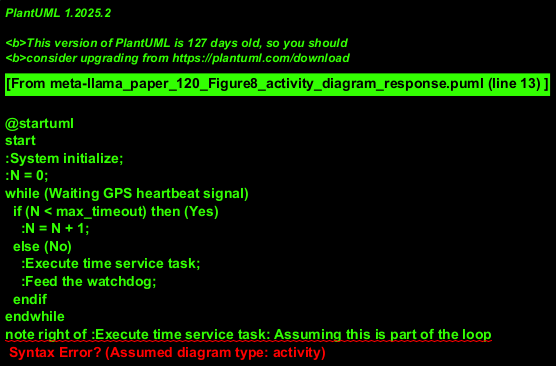 PlantUML 1.2025.2
<b>This version of PlantUML is 127 days old, so you should
<b>consider upgrading from https://plantuml.com/download
[From meta-llama_paper_120_Figure8_activity_diagram_response.puml (line 13) ]
@startuml
start
:System initialize;
:N = 0;
while (Waiting GPS heartbeat signal)
  if (N < max_timeout) then (Yes)
    :N = N + 1;
  else (No)
    :Execute time service task;
    :Feed the watchdog;
  endif
endwhile
note right of :Execute time service task: Assuming this is part of the loop
Syntax Error? (Assumed diagram type: activity)